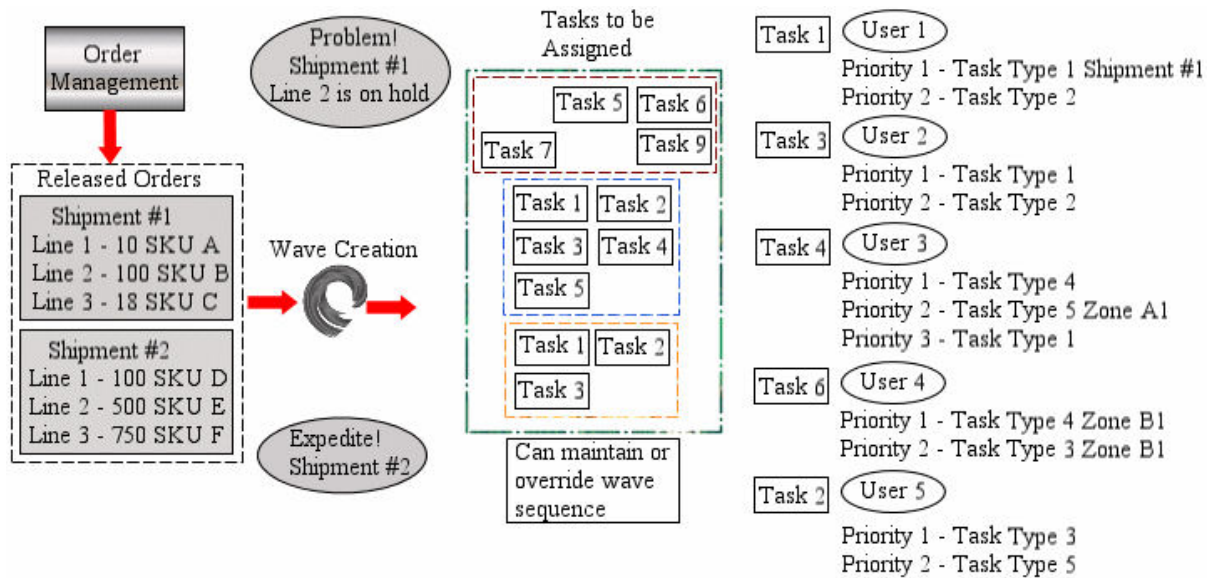 Order
Management
Released Orders
Shipment #1
Line 1 - 10 SKU A
Line 2 - 100 SKU B
Line 3 - 18 SKU C
Shipment #2
Line 1 - 100 SKU D
Line 2 - 500 SKU E
Line 3 - 750 SKU F
Problem!
Shipment #1
Line 2 is on hold
Wave Creation
Expedite!
Shipment #2
Tasks to be
Assigned
Task 5 Task 6
Task 7 Task 9
Task 1 Task 2
Task 3 Task 4
Task 5
Task 1 Task 2
Task 3
Can maintain or
override wave
sequence
Task 1 User 1
Priority 1 - Task Type 1 Shipment #1
Priority 2 - Task Type 2
Task 3 User 2
Priority 1 - Task Type 1
Priority 2 - Task Type 2
Task 4 User 3
Priority 1 - Task Type 4
Priority 2 - Task Type 5 Zone A1
Priority 3 - Task Type 1
Task 6 User 4
Priority 1 - Task Type 4 Zone B1
Priority 2 - Task Type 3 Zone B1
Task 2 User 5
Priority 1 - Task Type 3
Priority 2 - Task Type 5